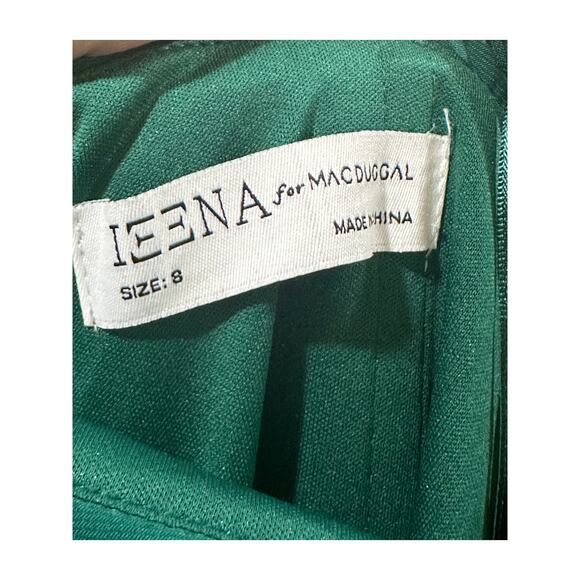 IEENA for MAC DUGGAL
MADE IN CHINA
SIZE: 8